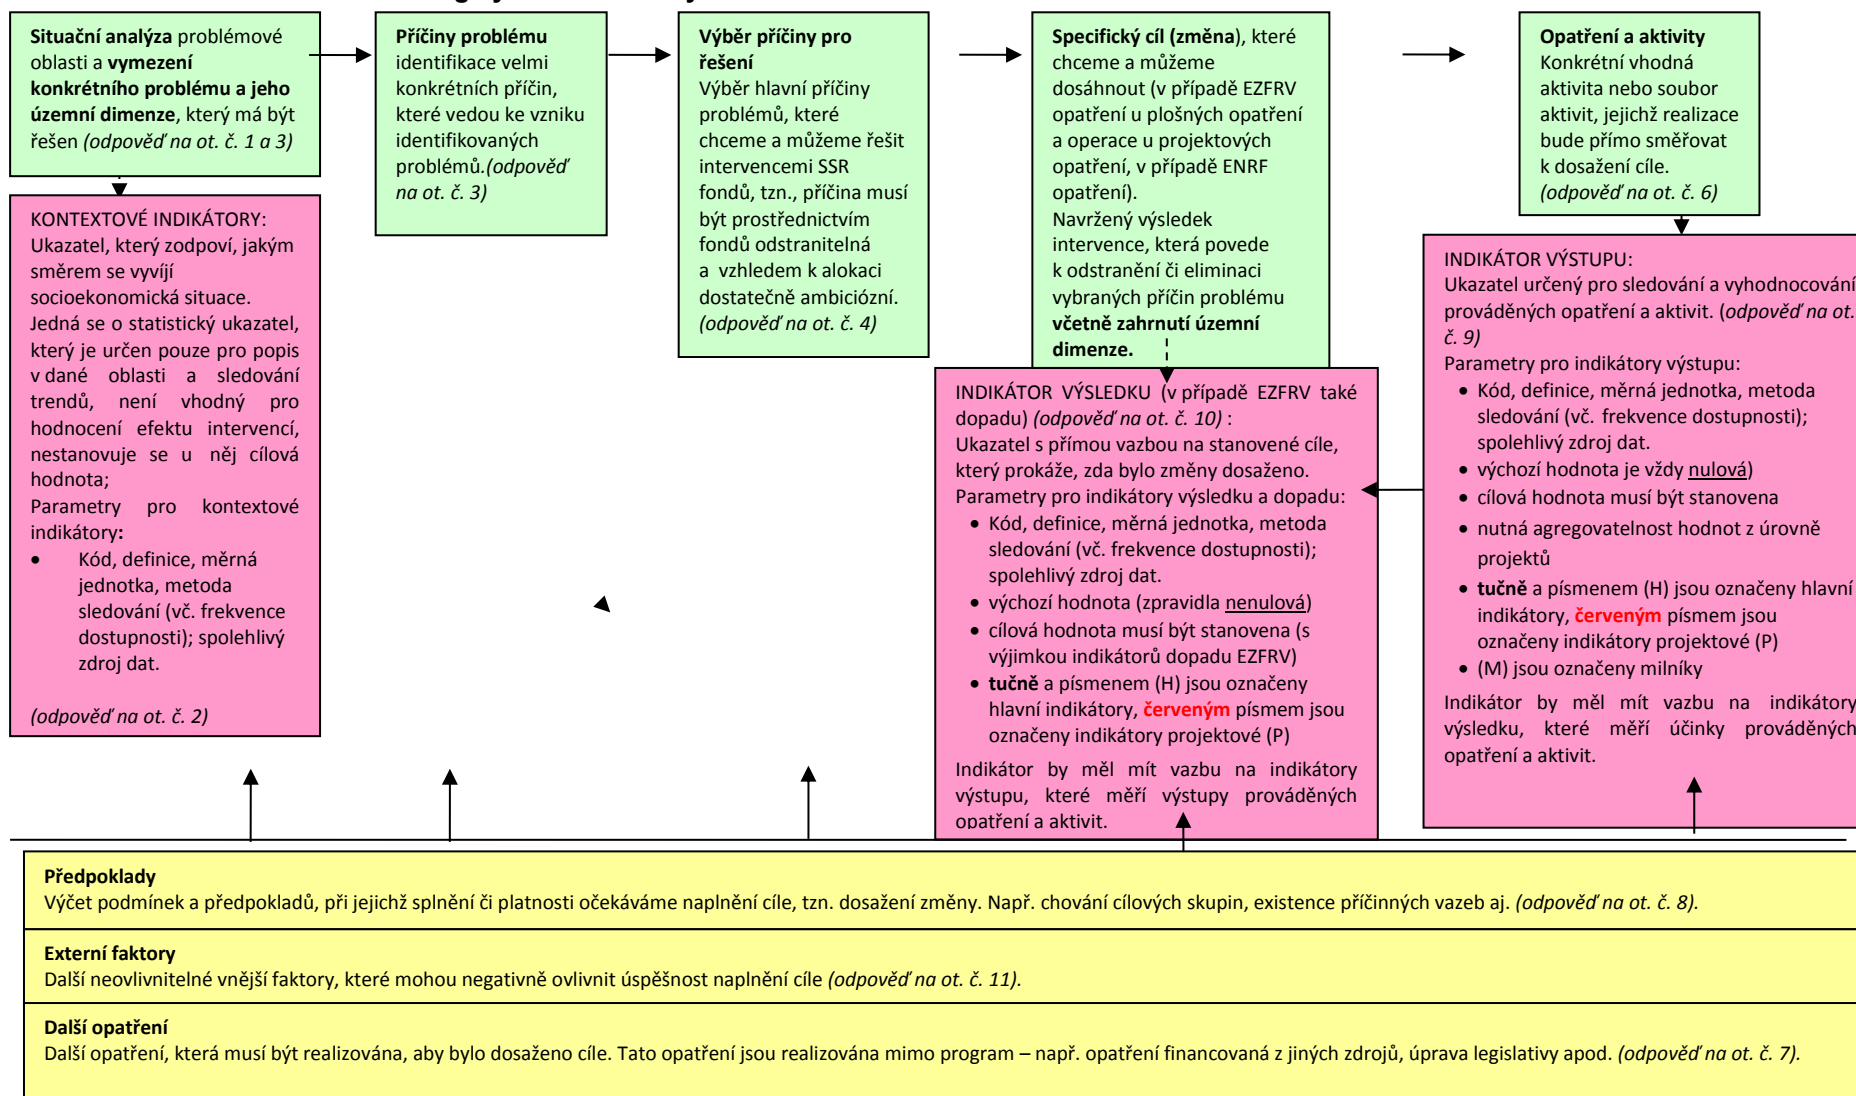 Situační analýza problémové
oblasti a vymezení
konkrétního problému a jeho
územní dimenze, který má být
řešen (odpověď na ot. č. 1 a 3)
Příčiny problému
identifikace velmi
konkrétních příčin,
které vedou ke vzniku
identifikovaných
problémů.(odpověď
na ot. č. 3)
Výběr příčiny pro
řešení
Výběr hlavní příčiny
problémů, které
chceme a můžeme řešit
intervencemi SSR
fondů, tzn., příčina musí
být prostřednictvím
fondů odstranitelná
a vzhledem k alokaci
dostatečně ambiciózní.
(odpověď na ot. č. 4)
Specifický cíl (změna), které
chceme a můžeme
dosáhnout (v případě EZFRV
opatření u plošných opatření
a operace u projektových
opatření, v případě ENRF
opatření).
Navržený výsledek
intervence, která povede
k odstranění či eliminaci
vybraných příčin problému
včetně zahrnutí územní
dimenze.
Opatření a aktivity
Konkrétní vhodná
aktivita nebo soubor
aktivit, jejichž realizace
bude přímo směřovat
k dosažení cíle.
(odpověď na ot. č. 6)
KONTEXTOVÉ INDIKÁTORY:
Ukazatel, který zodpoví, jakým
směrem se vyvíjí
socioekonomická situace.
Jedná se o statistický ukazatel,
který je určen pouze pro popis
v dané oblasti a sledování
trendů, není vhodný pro
hodnocení efektu intervencí,
nestanovuje se u něj cílová
hodnota;
Parametry pro kontextové
indikátory:
• Kód, definice, měrná
jednotka, metoda
sledování (vč. frekvence
dostupnosti); spolehlivý
zdroj dat.
(odpověď na ot. č. 2)
INDIKÁTOR VÝSLEDKU (v případě EZFRV také
dopadu) (odpověď na ot. č. 10) :
Ukazatel s přímou vazbou na stanovené cíle,
který prokáže, zda bylo změny dosaženo.
Parametry pro indikátory výsledku a dopadu:
• Kód, definice, měrná jednotka, metoda
sledování (vč. frekvence dostupnosti);
spolehlivý zdroj dat.
• výchozí hodnota (zpravidla nenulová)
• cílová hodnota musí být stanovena (s
výjimkou indikátorů dopadu EZFRV)
• tučně a písmenem (H) jsou označeny
hlavní indikátory, červeným písmem jsou
označeny indikátory projektové (P)
Indikátor by měl mít vazbu na indikátory
výstupu, které měří výstupy prováděných
opatření a aktivit.
INDIKÁTOR VÝSTUPU:
Ukazatel určený pro sledování a vyhodnocování
prováděných opatření a aktivit. (odpověď na ot.
č. 9)
Parametry pro indikátory výstupu:
• Kód, definice, měrná jednotka, metoda
sledování (vč. frekvence dostupnosti);
spolehlivý zdroj dat.
• výchozí hodnota je vždy nulová)
• cílová hodnota musí být stanovena
• nutná agregovatelnost hodnot z úrovně
projektů
• tučně a písmenem (H) jsou označeny hlavní
indikátory, červeným písmem jsou
označeny indikátory projektové (P)
• (M) jsou označeny milníky
Indikátor by měl mít vazbu na indikátory
výsledku, které měří účinky prováděných
opatření a aktivit.
Předpoklady
Výčet podmínek a předpokladů, při jejichž splnění či platnosti očekáváme naplnění cíle, tzn. dosažení změny. Např. chování cílových skupin, existence příčinných vazeb aj. (odpověď na ot. č. 8).
Externí faktory
Další neovlivnitelné vnější faktory, které mohou negativně ovlivnit úspěšnost naplnění cíle (odpověď na ot. č. 11).
Další opatření
Další opatření, která musí být realizována, aby bylo dosaženo cíle. Tato opatření jsou realizována mimo program – např. opatření financovaná z jiných zdrojů, úprava legislativy apod. (odpověď na ot. č. 7).